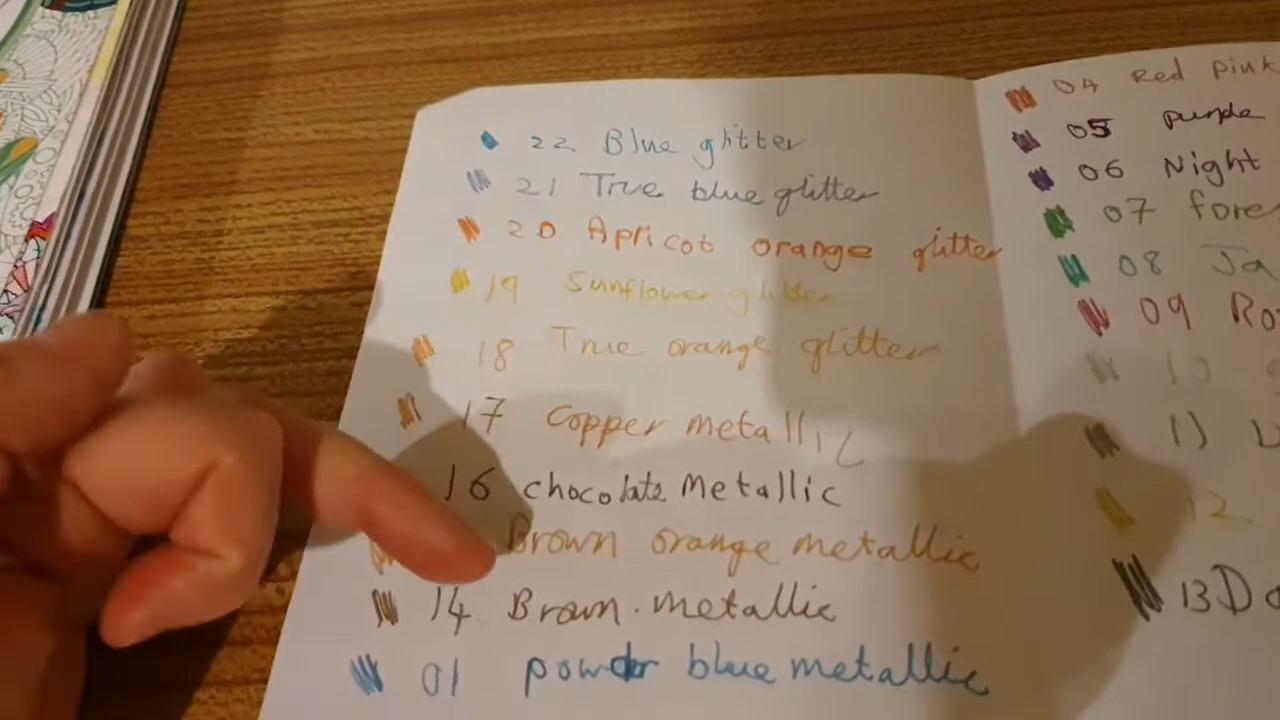 22 Blue glitter
21 True blue glitter
20 Apricot orange glitter
19 Sunflower glitter
18 True orange glitter
17 Copper metallic
16 chocolate Metallic
Brown orange metallic
14 Brown metallic
01 powder blue metallic
04 Red pink
05 purple
06 Night
07
08
09
10
11
12
13